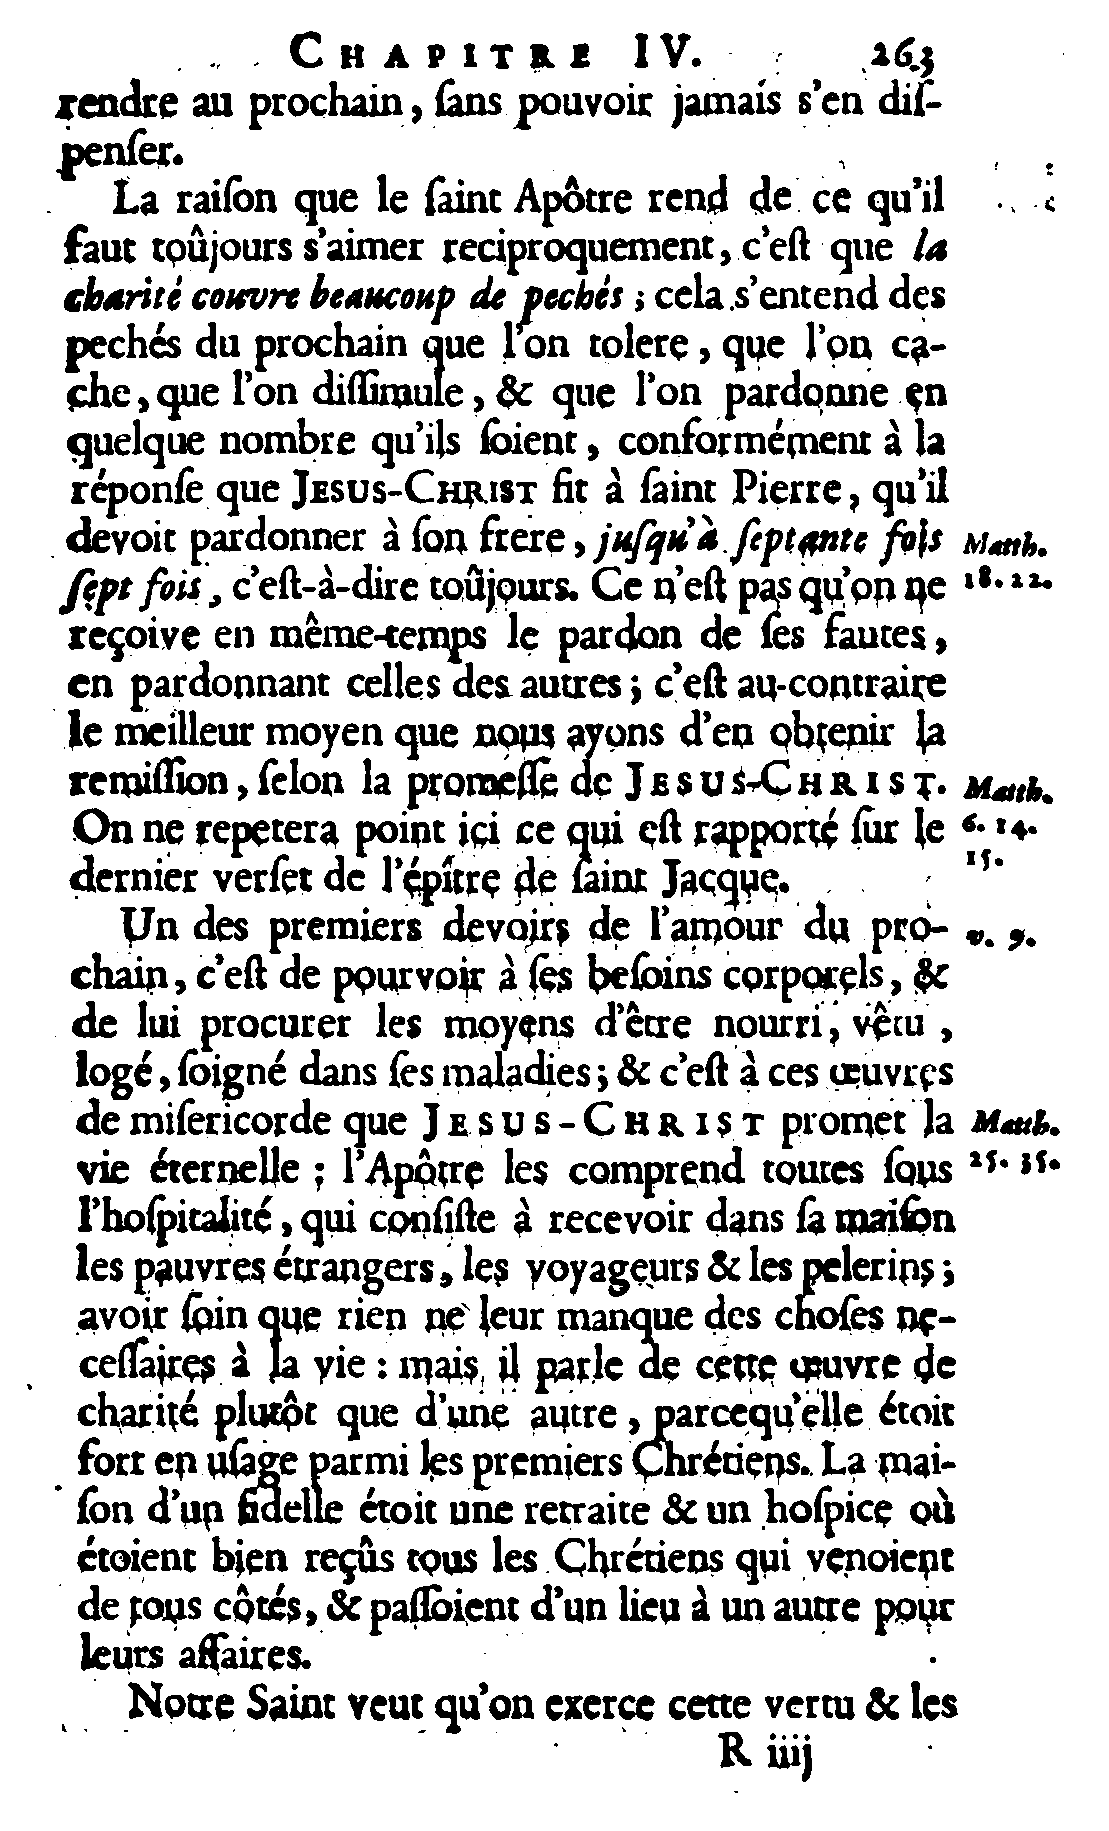 CHAPITRE IV. 263
rendre au prochain, ſans pouvoir jamais s'en diſ-
penſer.
La raiſon que le ſaint Apôtre rend de ce qu'il
faut toûjours s'aimer reciproquement, c'eſt que la
charité couvre beaucoup de pechés ; cela s'entend des
pechés du prochain que l'on tolere, que l'on ca-
che, que l'on diſſimule, & que l'on pardonne en
quelque nombre qu'ils ſoient, conformément à la
réponſe que JESUS-CHRIST fit à ſaint Pierre, qu'il
devoit pardonner à ſon frere, juſqu'à ſeptante fois Matth.
ſept fois, c'eſt-à-dire toûjours. Ce n'eſt pas qu'on ne 18. 22.
reçoive en même-temps le pardon de ſes fautes,
en pardonnant celles des autres ; c'eſt au-contraire
le meilleur moyen que nous ayons d'en obtenir la
remiſſion, ſelon la promeſſe de JESUS-CHRIST. Matth.
On ne repetera point ici ce qui eſt rapporté ſur le 6. 14.
dernier verſet de l'épître de ſaint Jacque. 15.
Un des premiers devoirs de l'amour du pro- v. 9.
chain, c'eſt de pourvoir à ſes beſoins corporels, &
de lui procurer les moyens d'être nourri, vêtu,
logé, ſoigné dans ſes maladies ; & c'eſt à ces œuvres
de miſericorde que JESUS-CHRIST promet la Matth.
vie éternelle ; l'Apôtre les comprend toutes ſous 25. 35.
l'hoſpitalité, qui conſiſte à recevoir dans ſa maiſon
les pauvres étrangers, les voyageurs & les pelerins ;
avoir ſoin que rien ne leur manque des choſes ne-
ceſſaires à la vie : mais il parle de cette œuvre de
charité plutôt que d'une autre, parcequ'elle étoit
fort en uſage parmi les premiers Chrétiens. La mai-
ſon d'un fidelle étoit une retraite & un hoſpice où
étoient bien reçûs tous les Chrétiens qui venoient
de tous côtés, & paſſoient d'un lieu à un autre pour
leurs affaires.
Notre Saint veut qu'on exerce cette vertu & les
R iiij